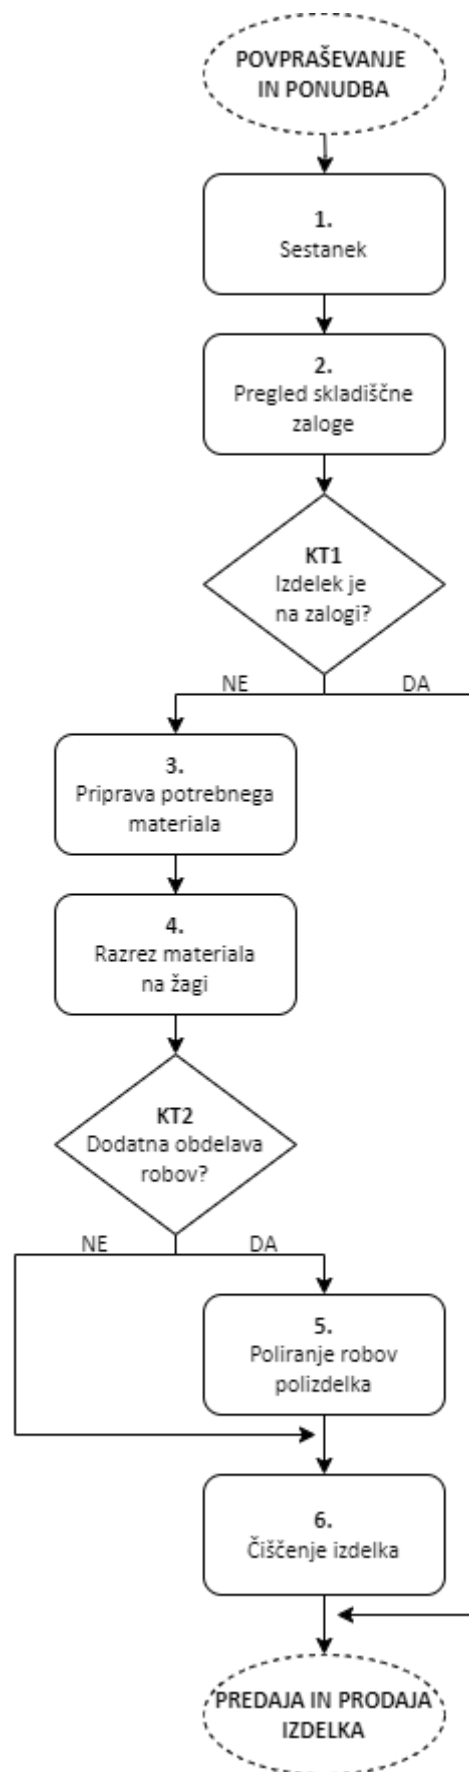 POVPRAŠEVANJE
IN PONUDBA
1.
Sestanek
2.
Pregled skladiščne
zaloge
KT1
Izdelek je
na zalogi?
NE
DA
3.
Priprava potrebnega
materiala
4.
Razrez materiala
na žagi
KT2
Dodatna obdelava
robov?
NE
DA
5.
Poliranje robov
polizdelka
6.
Čiščenje izdelka
PREDAJA IN PRODAJA
IZDELKA